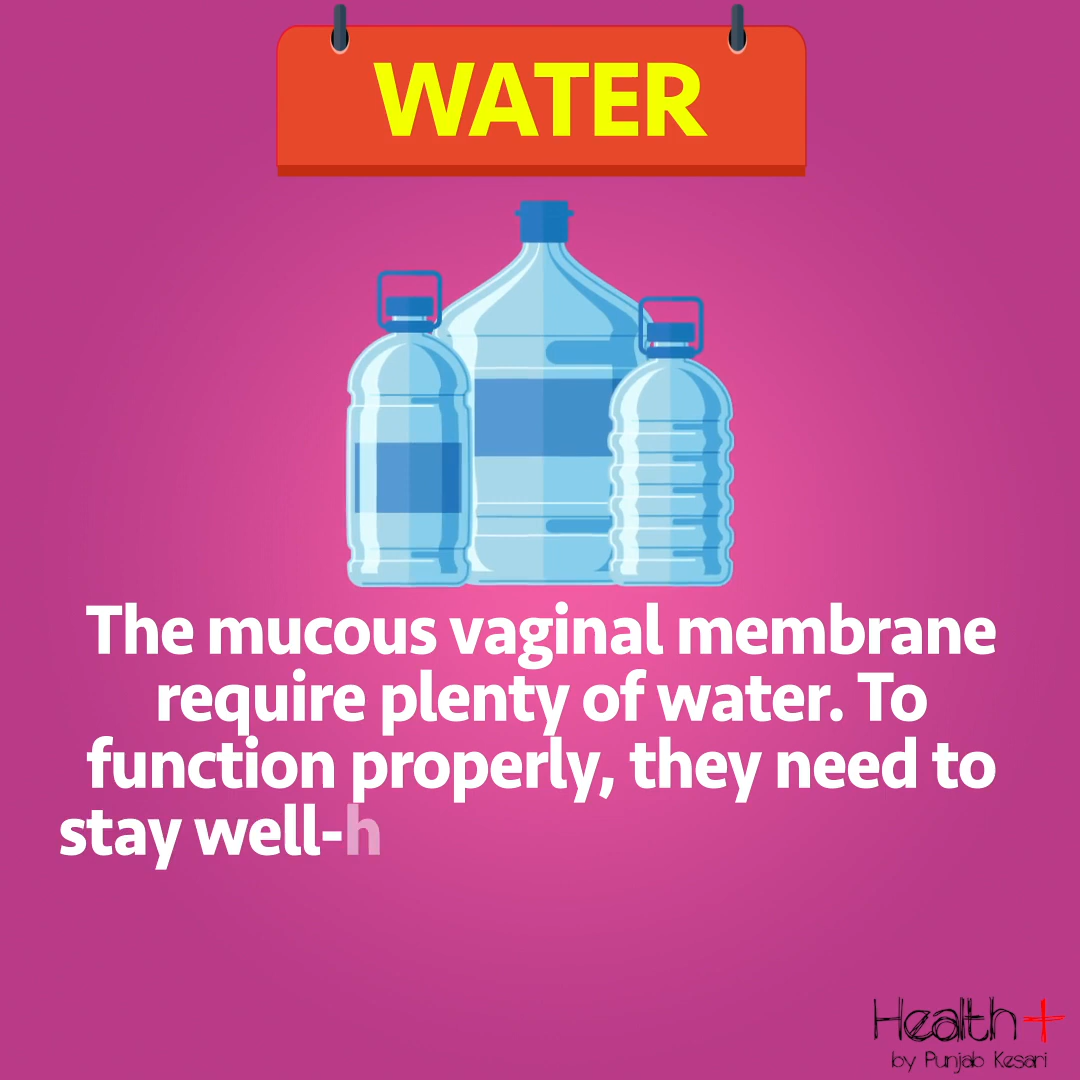 WATER
The mucous vaginal membrane
require plenty of water. To
function properly, they need to
stay well-h
Health+
by Punjab Kesari